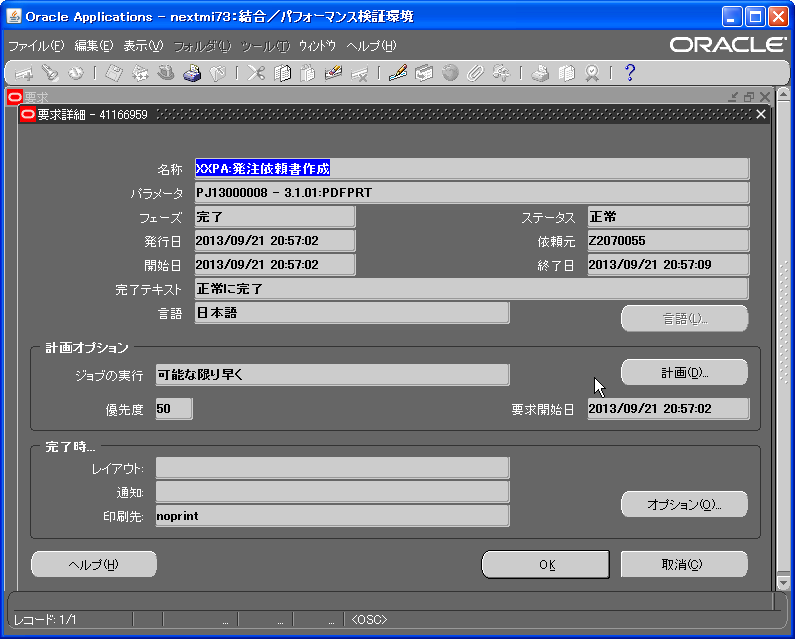 Oracle Applications - nextmi73:結合／パフォーマンス検証環境
ファイル(F) 編集(E) 表示(V) フォルダ(L) ツール(T) ウィンドウ ヘルプ(H)
ORACLE
要求
要求詳細 - 41166959
名称 XXPA:発注依頼書作成
パラメータ PJ13000008 - 3.1.01:PDFPRT
フェーズ 完了 ステータス 正常
発行日 2013/09/21 20:57:02 依頼元 Z2070055
開始日 2013/09/21 20:57:02 終了日 2013/09/21 20:57:09
完了テキスト 正常に完了
言語 日本語 言語(L)...
計画オプション
ジョブの実行 可能な限り早く 計画(D)...
優先度 50 要求開始日 2013/09/21 20:57:02
完了時...
レイアウト:
通知:
オプション(O)...
印刷先: noprint
ヘルプ(H) OK 取消(C)
レコード: 1/1 ... ... ... <OSC>